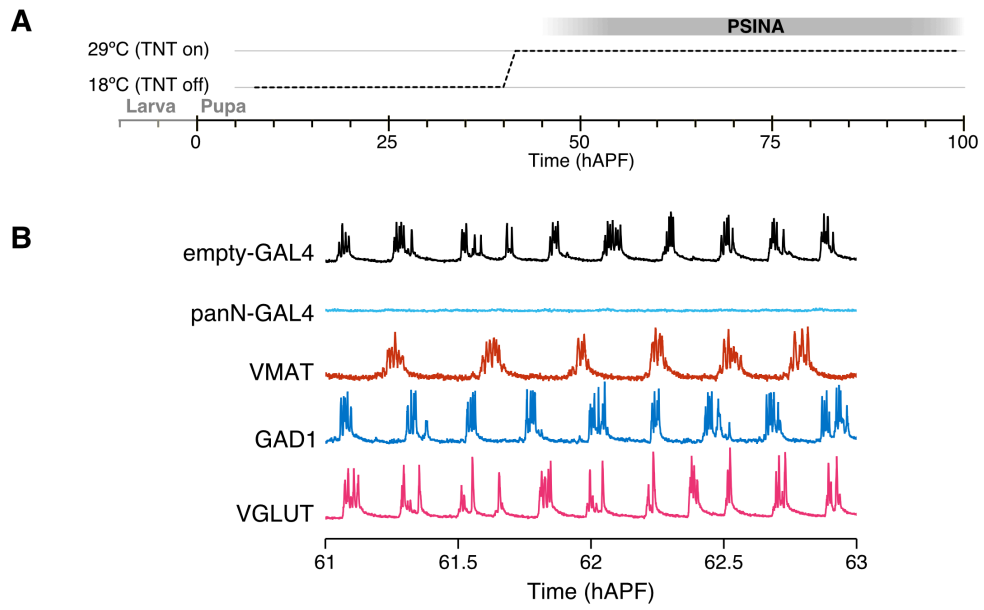 A
PSINA
29ºC (TNT on)
18ºC (TNT off)
Larva Pupa
0 25 50 75 100
Time (hAPF)
B
empty-GAL4
panN-GAL4
VMAT
GAD1
VGLUT
61 61.5 62 62.5 63
Time (hAPF)